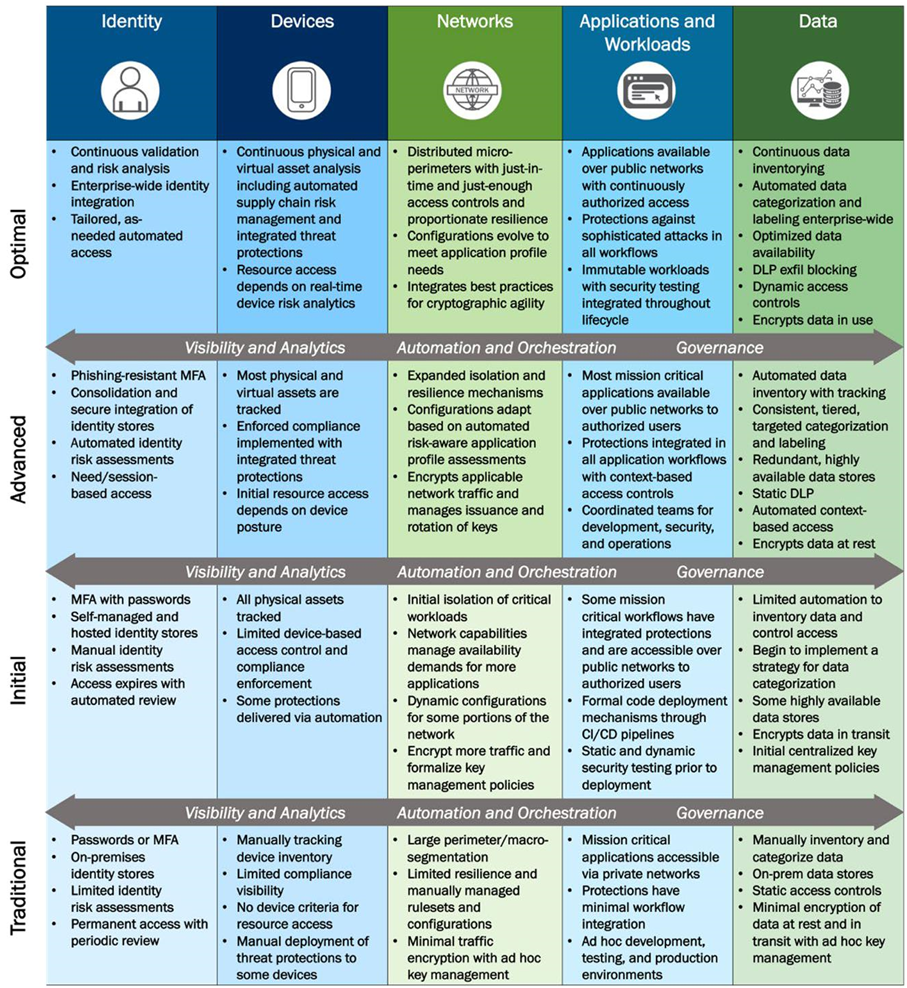 Identity
Devices
Networks
Applications and
Workloads
Data
NETWORK
Optimal
• Continuous validation
and risk analysis
• Enterprise-wide identity
integration
• Tailored, as-
needed automated
access
• Continuous physical and
virtual asset analysis
including automated
supply chain risk
management and
integrated threat
protections
• Resource access
depends on real-time
device risk analytics
• Distributed micro-
perimeters with just-in-
time and just-enough
access controls and
proportionate resilience
• Configurations evolve to
meet application profile
needs
• Integrates best practices
for cryptographic agility
• Applications available
over public networks
with continuously
authorized access
• Protections against
sophisticated attacks in
all workflows
• Immutable workloads
with security testing
integrated throughout
lifecycle
• Continuous data
inventorying
• Automated data
categorization and
labeling enterprise-wide
• Optimized data
availability
• DLP exfil blocking
• Dynamic access
controls
• Encrypts data in use
Visibility and Analytics Automation and Orchestration Governance
Advanced
• Phishing-resistant MFA
• Consolidation and
secure integration of
identity stores
• Automated identity
risk assessments
• Need/session-
based access
• Most physical and
virtual assets are
tracked
• Enforced compliance
implemented with
integrated threat
protections
• Initial resource access
depends on device
posture
• Expanded isolation and
resilience mechanisms
• Configurations adapt
based on automated
risk-aware application
profile assessments
• Encrypts applicable
network traffic and
manages issuance and
rotation of keys
• Most mission critical
applications available
over public networks to
authorized users
• Protections integrated in
all application workflows
with context-based
access controls
• Coordinated teams for
development, security,
and operations
• Automated data
inventory with tracking
• Consistent, tiered,
targeted categorization
and labeling
• Redundant, highly
available data stores
• Static DLP
• Automated context-
based access
• Encrypts data at rest
Visibility and Analytics Automation and Orchestration Governance
Initial
• MFA with passwords
• Self-managed and
hosted identity stores
• Manual identity
risk assessments
• Access expires with
automated review
• All physical assets
tracked
• Limited device-based
access control and
compliance
enforcement
• Some protections
delivered via automation
• Initial isolation of critical
workloads
• Network capabilities
manage availability
demands for more
applications
• Dynamic configurations
for some portions of the
network
• Encrypt more traffic and
formalize key
management policies
• Some mission
critical workflows have
integrated protections
and are accessible over
public networks to
authorized users
• Formal code deployment
mechanisms through
CI/CD pipelines
• Static and dynamic
security testing prior to
deployment
• Limited automation to
inventory data and
control access
• Begin to implement a
strategy for data
categorization
• Some highly available
data stores
• Encrypts data in transit
• Initial centralized key
management policies
Visibility and Analytics Automation and Orchestration Governance
Traditional
• Passwords or MFA
• On-premises
identity stores
• Limited identity
risk assessments
• Permanent access with
periodic review
• Manually tracking
device inventory
• Limited compliance
visibility
• No device criteria for
resource access
• Manual deployment of
threat protections to
some devices
• Large perimeter/macro-
segmentation
• Limited resilience and
manually managed
rulesets and
configurations
• Minimal traffic
encryption with ad hoc
key management
• Mission critical
applications accessible
via private networks
• Protections have
minimal workflow
integration
• Ad hoc development,
testing, and production
environments
• Manually inventory and
categorize data
• On-prem data stores
• Static access controls
• Minimal encryption of
data at rest and in
transit with ad hoc key
management